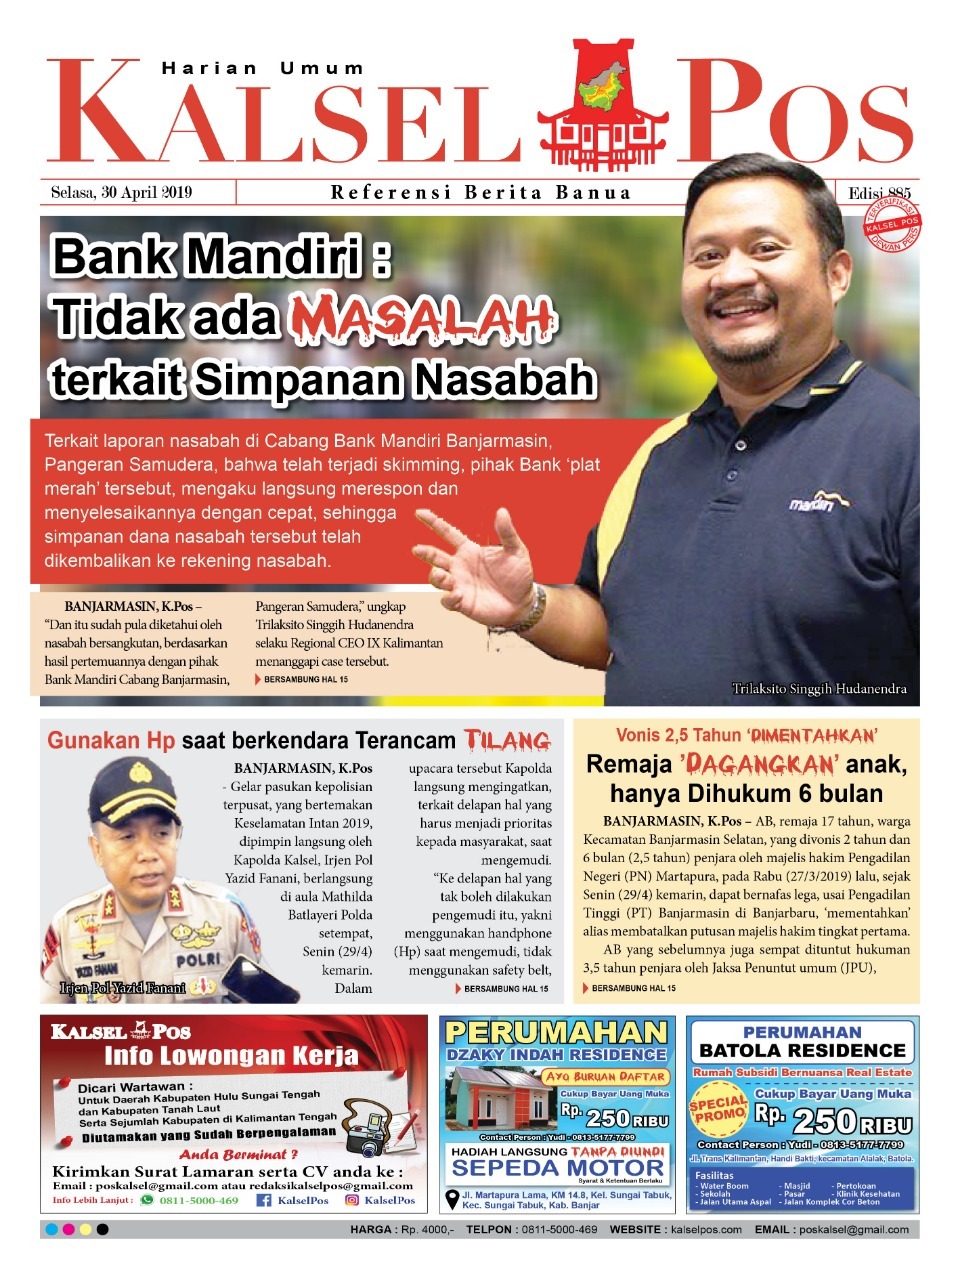 Harian Umum
KALSEL POS
Selasa, 30 April 2019
Referensi Berita Banua
Edisi 885
TERVERIFIKASI
KALSEL POS
DEWAN PERS
Bank Mandiri :
Tidak ada MASALAH
terkait Simpanan Nasabah
Terkait laporan nasabah di Cabang Bank Mandiri Banjarmasin,
Pangeran Samudera, bahwa telah terjadi skimming, pihak Bank ‘plat
merah’ tersebut, mengaku langsung merespon dan
menyelesaikannya dengan cepat, sehingga
simpanan dana nasabah tersebut telah
dikembalikan ke rekening nasabah.
mandiri
BANJARMASIN, K.Pos –
“Dan itu sudah pula diketahui oleh
nasabah bersangkutan, berdasarkan
hasil pertemuannya dengan pihak
Bank Mandiri Cabang Banjarmasin,
Pangeran Samudera,” ungkap
Trilaksito Singgih Hudanendra
selaku Regional CEO IX Kalimantan
menanggapi case tersebut.
BERSAMBUNG HAL 15
Trilaksito Singgih Hudanendra
Gunakan Hp saat berkendara Terancam TILANG
BANJARMASIN, K.Pos
- Gelar pasukan kepolisian
terpusat, yang bertemakan
Keselamatan Intan 2019,
dipimpin langsung oleh
Kapolda Kalsel, Irjen Pol
Yazid Fanani, berlangsung
di aula Mathilda
Batlayeri Polda
setempat,
Senin (29/4)
kemarin.
Dalam
upacara tersebut Kapolda
langsung mengingatkan,
terkait delapan hal yang
harus menjadi prioritas
kepada masyarakat, saat
mengemudi.
“Ke delapan hal yang
tak boleh dilakukan
pengemudi itu, yakni
menggunakan handphone
(Hp) saat mengemudi, tidak
menggunakan safety belt,
BERSAMBUNG HAL 15
YAZID FANANI
POLRI
Irjen Pol Yazid Fanani
Vonis 2,5 Tahun ‘DIMENTAHKAN’
Remaja ’DAGANGKAN’ anak,
hanya Dihukum 6 bulan
BANJARMASIN, K.Pos – AB, remaja 17 tahun, warga
Kecamatan Banjarmasin Selatan, yang divonis 2 tahun dan
6 bulan (2,5 tahun) penjara oleh majelis hakim Pengadilan
Negeri (PN) Martapura, pada Rabu (27/3/2019) lalu, sejak
Senin (29/4) kemarin, dapat bernafas lega, usai Pengadilan
Tinggi (PT) Banjarmasin di Banjarbaru, ‘mementahkan’
alias membatalkan putusan majelis hakim tingkat pertama.
AB yang sebelumnya juga sempat dituntut hukuman
3,5 tahun penjara oleh Jaksa Penuntut umum (JPU),
BERSAMBUNG HAL 15
KALSEL POS
Info Lowongan Kerja
Dicari Wartawan :
Untuk Daerah Kabupaten Hulu Sungai Tengah
dan Kabupaten Tanah Laut
Serta Sejumlah Kabupaten di Kalimantan Tengah
Diutamakan yang Sudah Berpengalaman
Anda Berminat ?
Kirimkan Surat Lamaran serta CV anda ke :
Email : poskalsel@gmail.com atau redaksikalselpos@gmail.com
Info Lebih Lanjut : 0811-5000-469 KalselPos KalselPos
PERUMAHAN
DZAKY INDAH RESIDENCE
AYO BURUAN DAFTAR
Cukup Bayar Uang Muka
Rp. 250 RIBU
Contact Person : Yudi - 0813-5177-7799
HADIAH LANGSUNG TANPA DIUNDI
SEPEDA MOTOR
Syarat & Ketentuan Berlaku
Jl. Martapura Lama, KM 14.8, Kel. Sungai Tabuk,
Kec. Sungai Tabuk, Kab. Banjar
PERUMAHAN
BATOLA RESIDENCE
Rumah Subsidi Bernuansa Real Estate
SPECIAL
PROMO
Cukup Bayar Uang Muka
Rp. 250 RIBU
Contact Person : Yudi - 0813-5177-7799
Jl. Trans Kalimantan, Handi Bakti, kecamatan Alalak, Batola.
Fasilitas
- Water Boom - Masjid - Pertokoan
- Sekolah - Pasar - Klinik Kesehatan
- Jalan Utama Aspal - Jalan Komplek Cor Beton
HARGA : Rp. 4000,- TELPON : 0811-5000-469 WEBSITE : kalselpos.com EMAIL : poskalsel@gmail.com